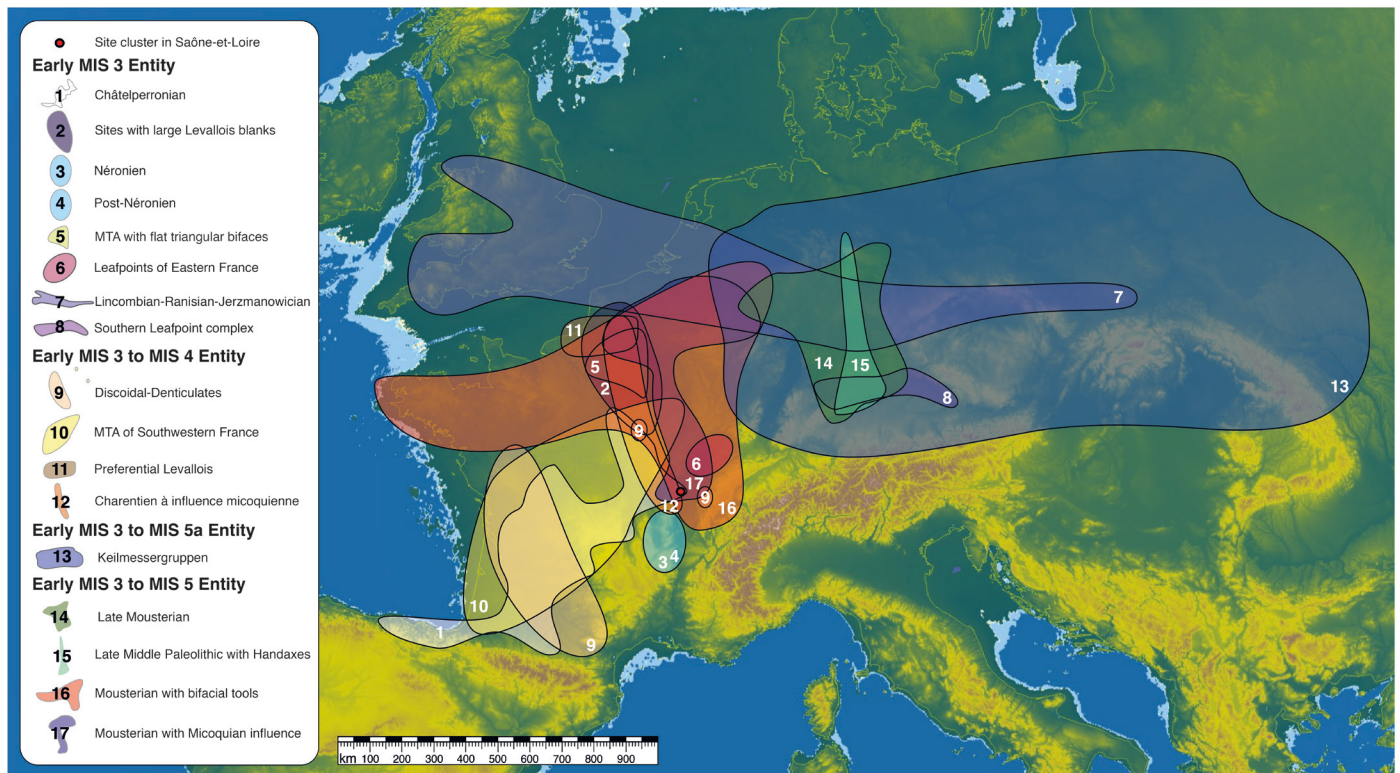 Site cluster in Saône-et-Loire
Early MIS 3 Entity
1 Châtelperronian
2 Sites with large Levallois blanks
3 Néronien
4 Post-Néronien
5 MTA with flat triangular bifaces
6 Leafpoints of Eastern France
7 Lincombian-Ranisian-Jerzmanowician
8 Southern Leafpoint complex
Early MIS 3 to MIS 4 Entity
9 Discoidal-Denticulates
10 MTA of Southwestern France
11 Preferential Levallois
12 Charentien à influence micoquienne
Early MIS 3 to MIS 5a Entity
13 Keilmessergruppen
Early MIS 3 to MIS 5 Entity
14 Late Mousterian
15 Late Middle Paleolithic with Handaxes
16 Mousterian with bifacial tools
17 Mousterian with Micoquian influence
7
11
5
14
15
2
13
8
9
6
17
9
12
16
3 4
10
1
9
km 100 200 300 400 500 600 700 800 900